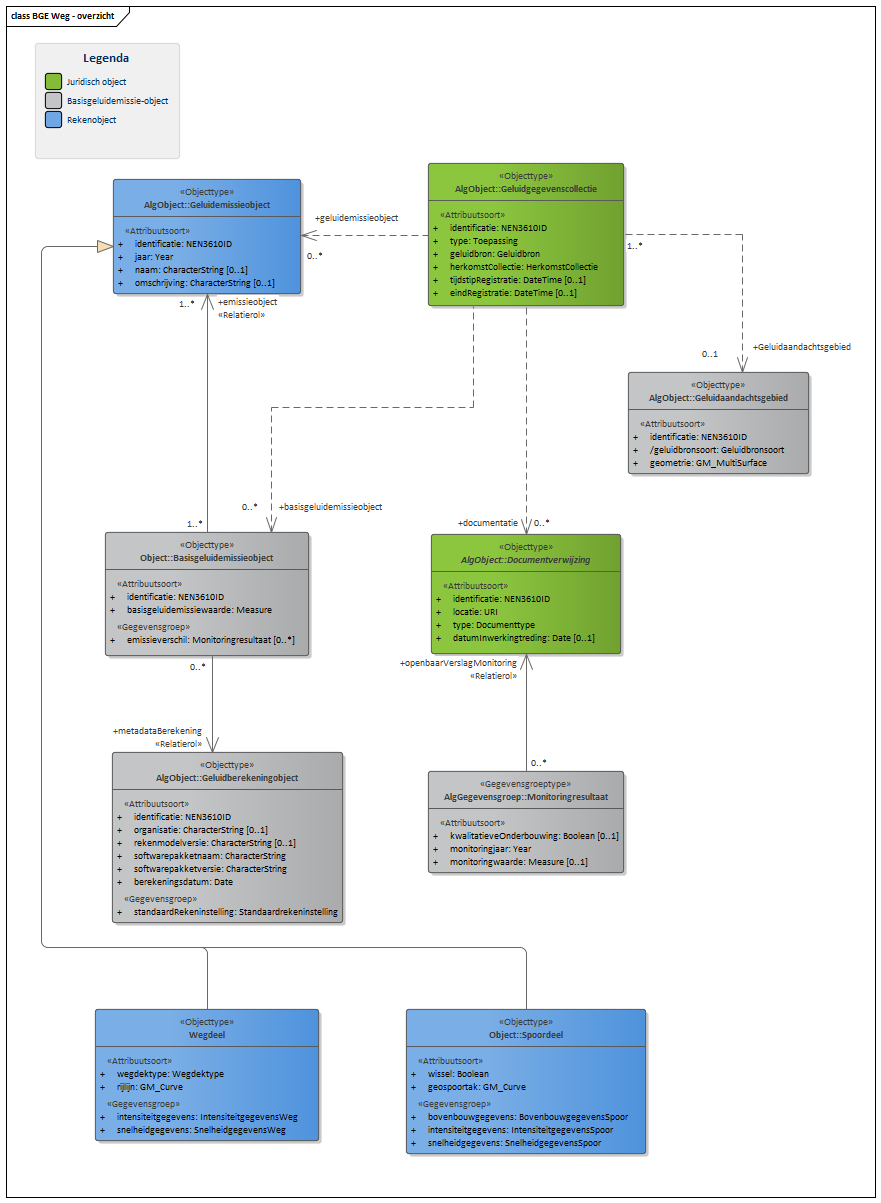 class BGE Weg - overzicht
Legenda
Juridisch object
Basisgeluidemissie-object
Rekenobject
«Objecttype»
AlgObject::Geluidemissieobject
«Attribuutsoort»
+ identificatie: NEN3610ID
+ jaar: Year
+ naam: CharacterString [0..1]
+ omschrijving: CharacterString [0..1]
+geluidemissieobject
0..*
«Objecttype»
AlgObject::Geluidgegevenscollectie
«Attribuutsoort»
+ identificatie: NEN3610ID
+ type: Toepassing
+ geluidbron: Geluidbron
+ herkomstCollectie: HerkomstCollectie
+ tijdstipRegistratie: DateTime [0..1]
+ eindRegistratie: DateTime [0..1]
1..*
1..*
+emissieobject
«Relatierol»
0..1
+Geluidaandachtsgebied
«Objecttype»
AlgObject::Geluidaandachtsgebied
«Attribuutsoort»
+ identificatie: NEN3610ID
+ /geluidbronsoort: Geluidbronsoort
+ geometrie: GM_MultiSurface
1..*
0..*
+basisgeluidemissieobject
+documentatie
0..*
«Objecttype»
Object::Basisgeluidemissieobject
«Attribuutsoort»
+ identificatie: NEN3610ID
+ basisgeluidemissiewaarde: Measure
«Gegevensgroep»
+ emissieverschil: Monitoringresultaat [0..*]
«Objecttype»
AlgObject::Documentverwijzing
«Attribuutsoort»
+ identificatie: NEN3610ID
+ locatie: URI
+ type: Documenttype
+ datumInwerkingtreding: Date [0..1]
0..*
+openbaarVerslagMonitoring
«Relatierol»
+metadataBerekening
«Relatierol»
0..*
«Objecttype»
AlgObject::Geluidberekeningobject
«Attribuutsoort»
+ identificatie: NEN3610ID
+ organisatie: CharacterString [0..1]
+ rekenmodelversie: CharacterString [0..1]
+ softwarepakketnaam: CharacterString
+ softwarepakketversie: CharacterString
+ berekeningsdatum: Date
«Gegevensgroep»
+ standaardRekeninstelling: Standaardrekeninstelling
«Gegevensgroeptype»
AlgGegevensgroep::Monitoringresultaat
«Attribuutsoort»
+ kwalitatieveOnderbouwing: Boolean [0..1]
+ monitoringjaar: Year
+ monitoringwaarde: Measure [0..1]
«Objecttype»
Wegdeel
«Attribuutsoort»
+ wegdektype: Wegdektype
+ rijlijn: GM_Curve
«Gegevensgroep»
+ intensiteitgegevens: IntensiteitgegevensWeg
+ snelheidgegevens: SnelheidgegevensWeg
«Objecttype»
Object::Spoordeel
«Attribuutsoort»
+ wissel: Boolean
+ geospoortak: GM_Curve
«Gegevensgroep»
+ bovenbouwgegevens: BovenbouwgegevensSpoor
+ intensiteitgegevens: IntensiteitgegevensSpoor
+ snelheidgegevens: SnelheidgegevensSpoor